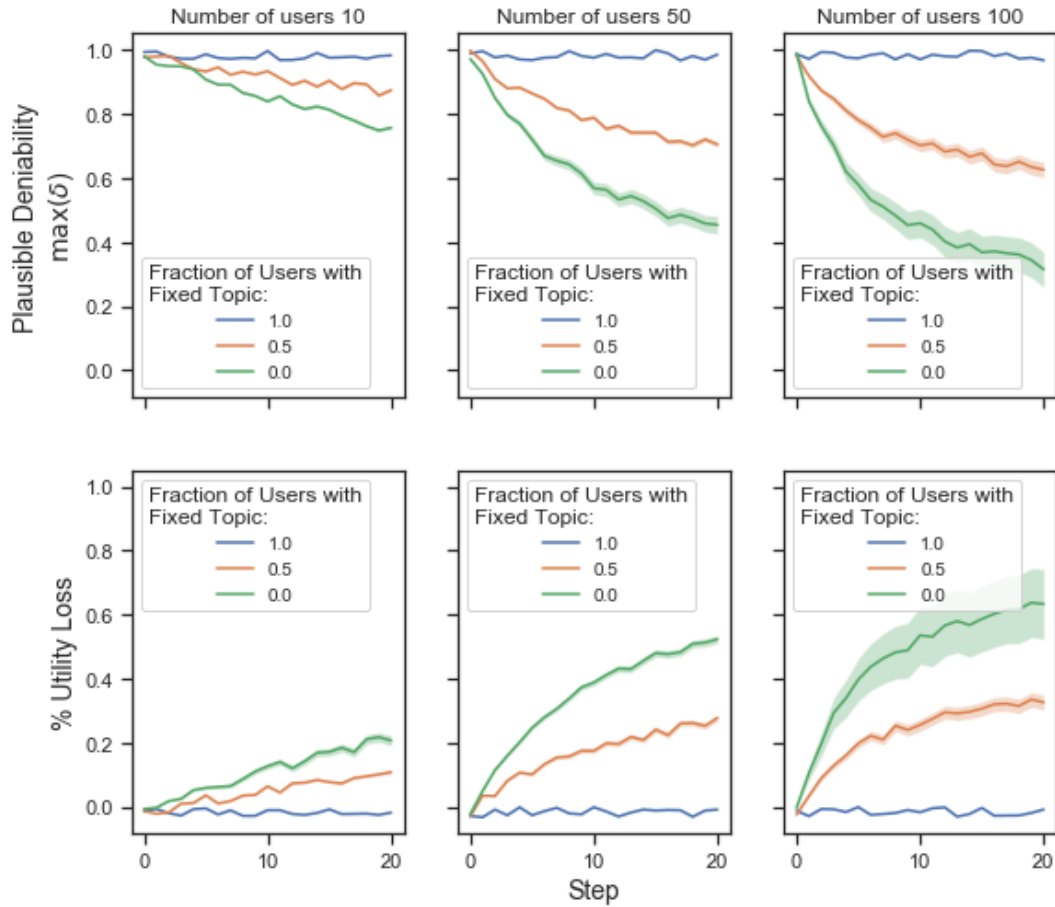 Number of users 10
Number of users 50
Number of users 100
Plausible Deniability
max(δ)
1.0
0.8
0.6
0.4
0.2
0.0
Fraction of Users with
Fixed Topic:
1.0
0.5
0.0
Fraction of Users with
Fixed Topic:
1.0
0.5
0.0
Fraction of Users with
Fixed Topic:
1.0
0.5
0.0
% Utility Loss
1.0
0.8
0.6
0.4
0.2
0.0
Fraction of Users with
Fixed Topic:
1.0
0.5
0.0
Fraction of Users with
Fixed Topic:
1.0
0.5
0.0
Fraction of Users with
Fixed Topic:
1.0
0.5
0.0
0 10 20
0 10 20
0 10 20
Step